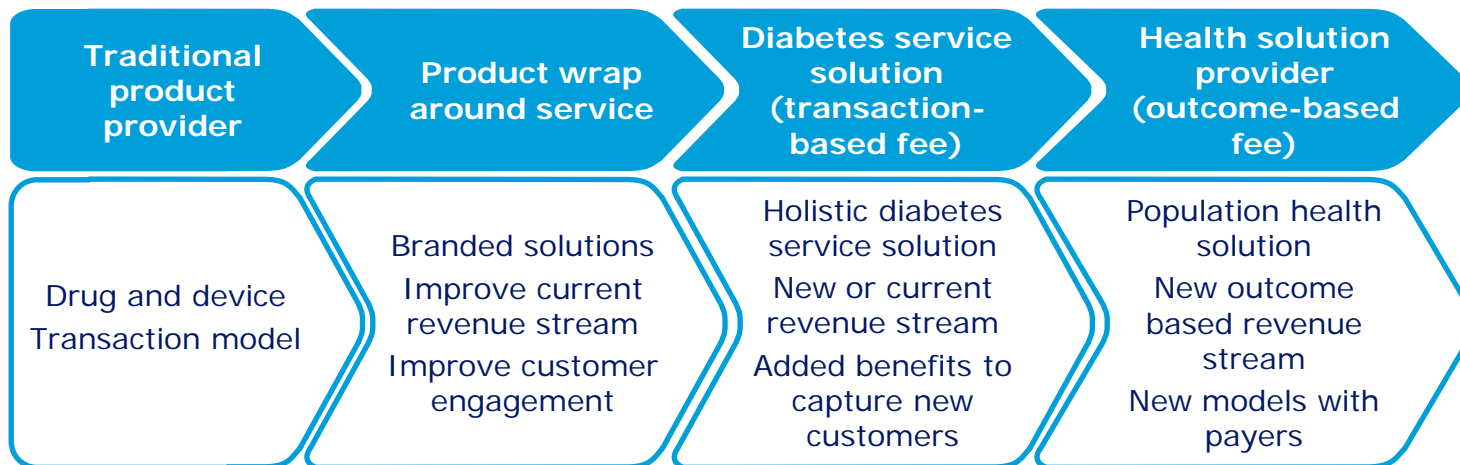 Traditional
product
provider
Product wrap
around service
Diabetes service
solution
(transaction-
based fee)
Health solution
provider
(outcome-based
fee)
Drug and device
Transaction model
Branded solutions
Improve current
revenue stream
Improve customer
engagement
Holistic diabetes
service solution
New or current
revenue stream
Added benefits to
capture new
customers
Population health
solution
New outcome
based revenue
stream
New models with
payers